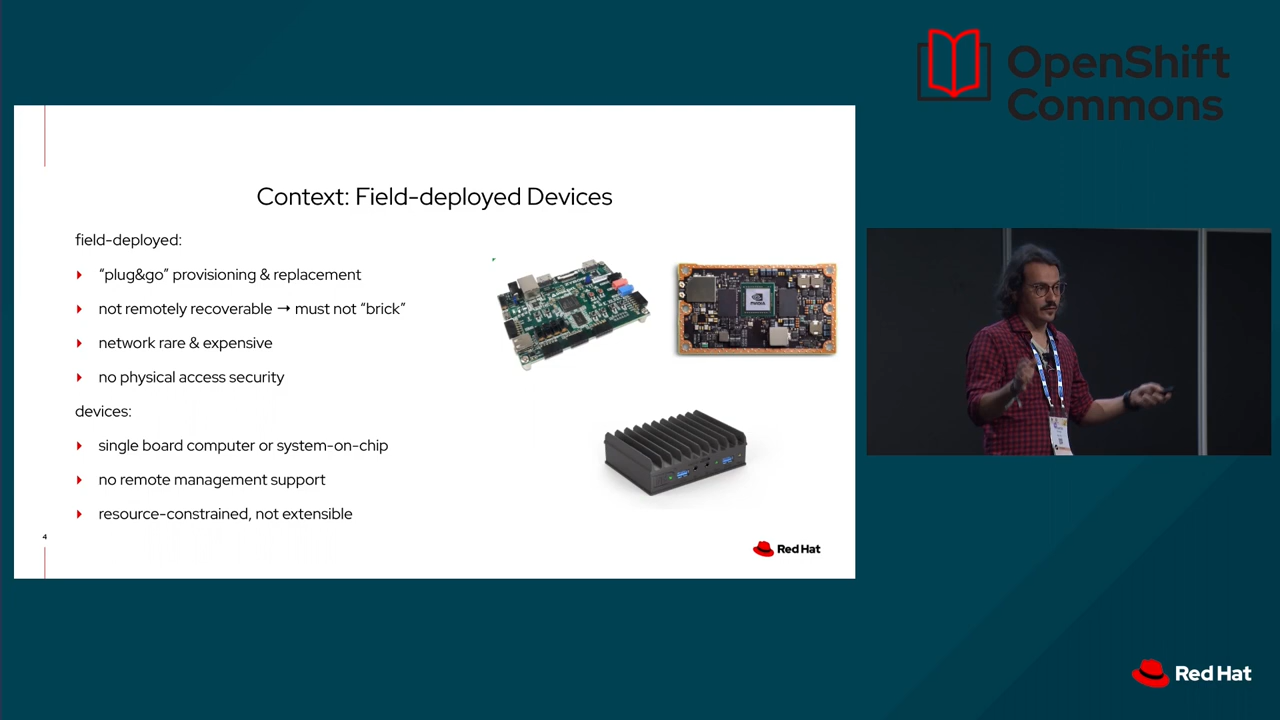 OpenShift
Commons
Context: Field-deployed Devices
field-deployed:
“plug&go” provisioning & replacement
not remotely recoverable → must not “brick”
network rare & expensive
no physical access security
devices:
single board computer or system-on-chip
no remote management support
resource-constrained, not extensible
4
Red Hat
NVIDIA
Red Hat